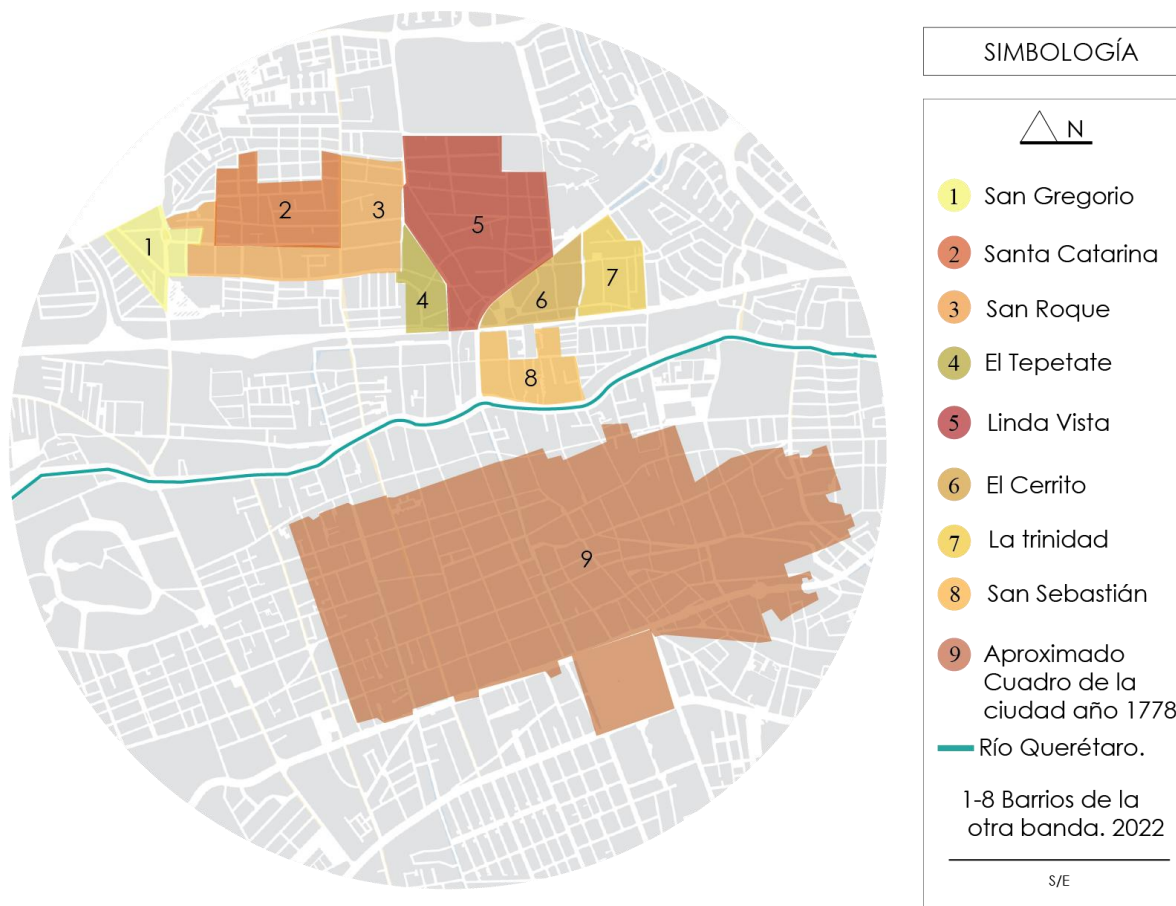 SIMBOLOGÍA
N
1 San Gregorio
2 Santa Catarina
3 San Roque
4 El Tepetate
5 Linda Vista
6 El Cerrito
7 La trinidad
8 San Sebastián
9 Aproximado
Cuadro de la
ciudad año 1778
Río Querétaro.
1-8 Barrios de la
otra banda. 2022
S/E
1
2
3
4
5
6
7
8
9